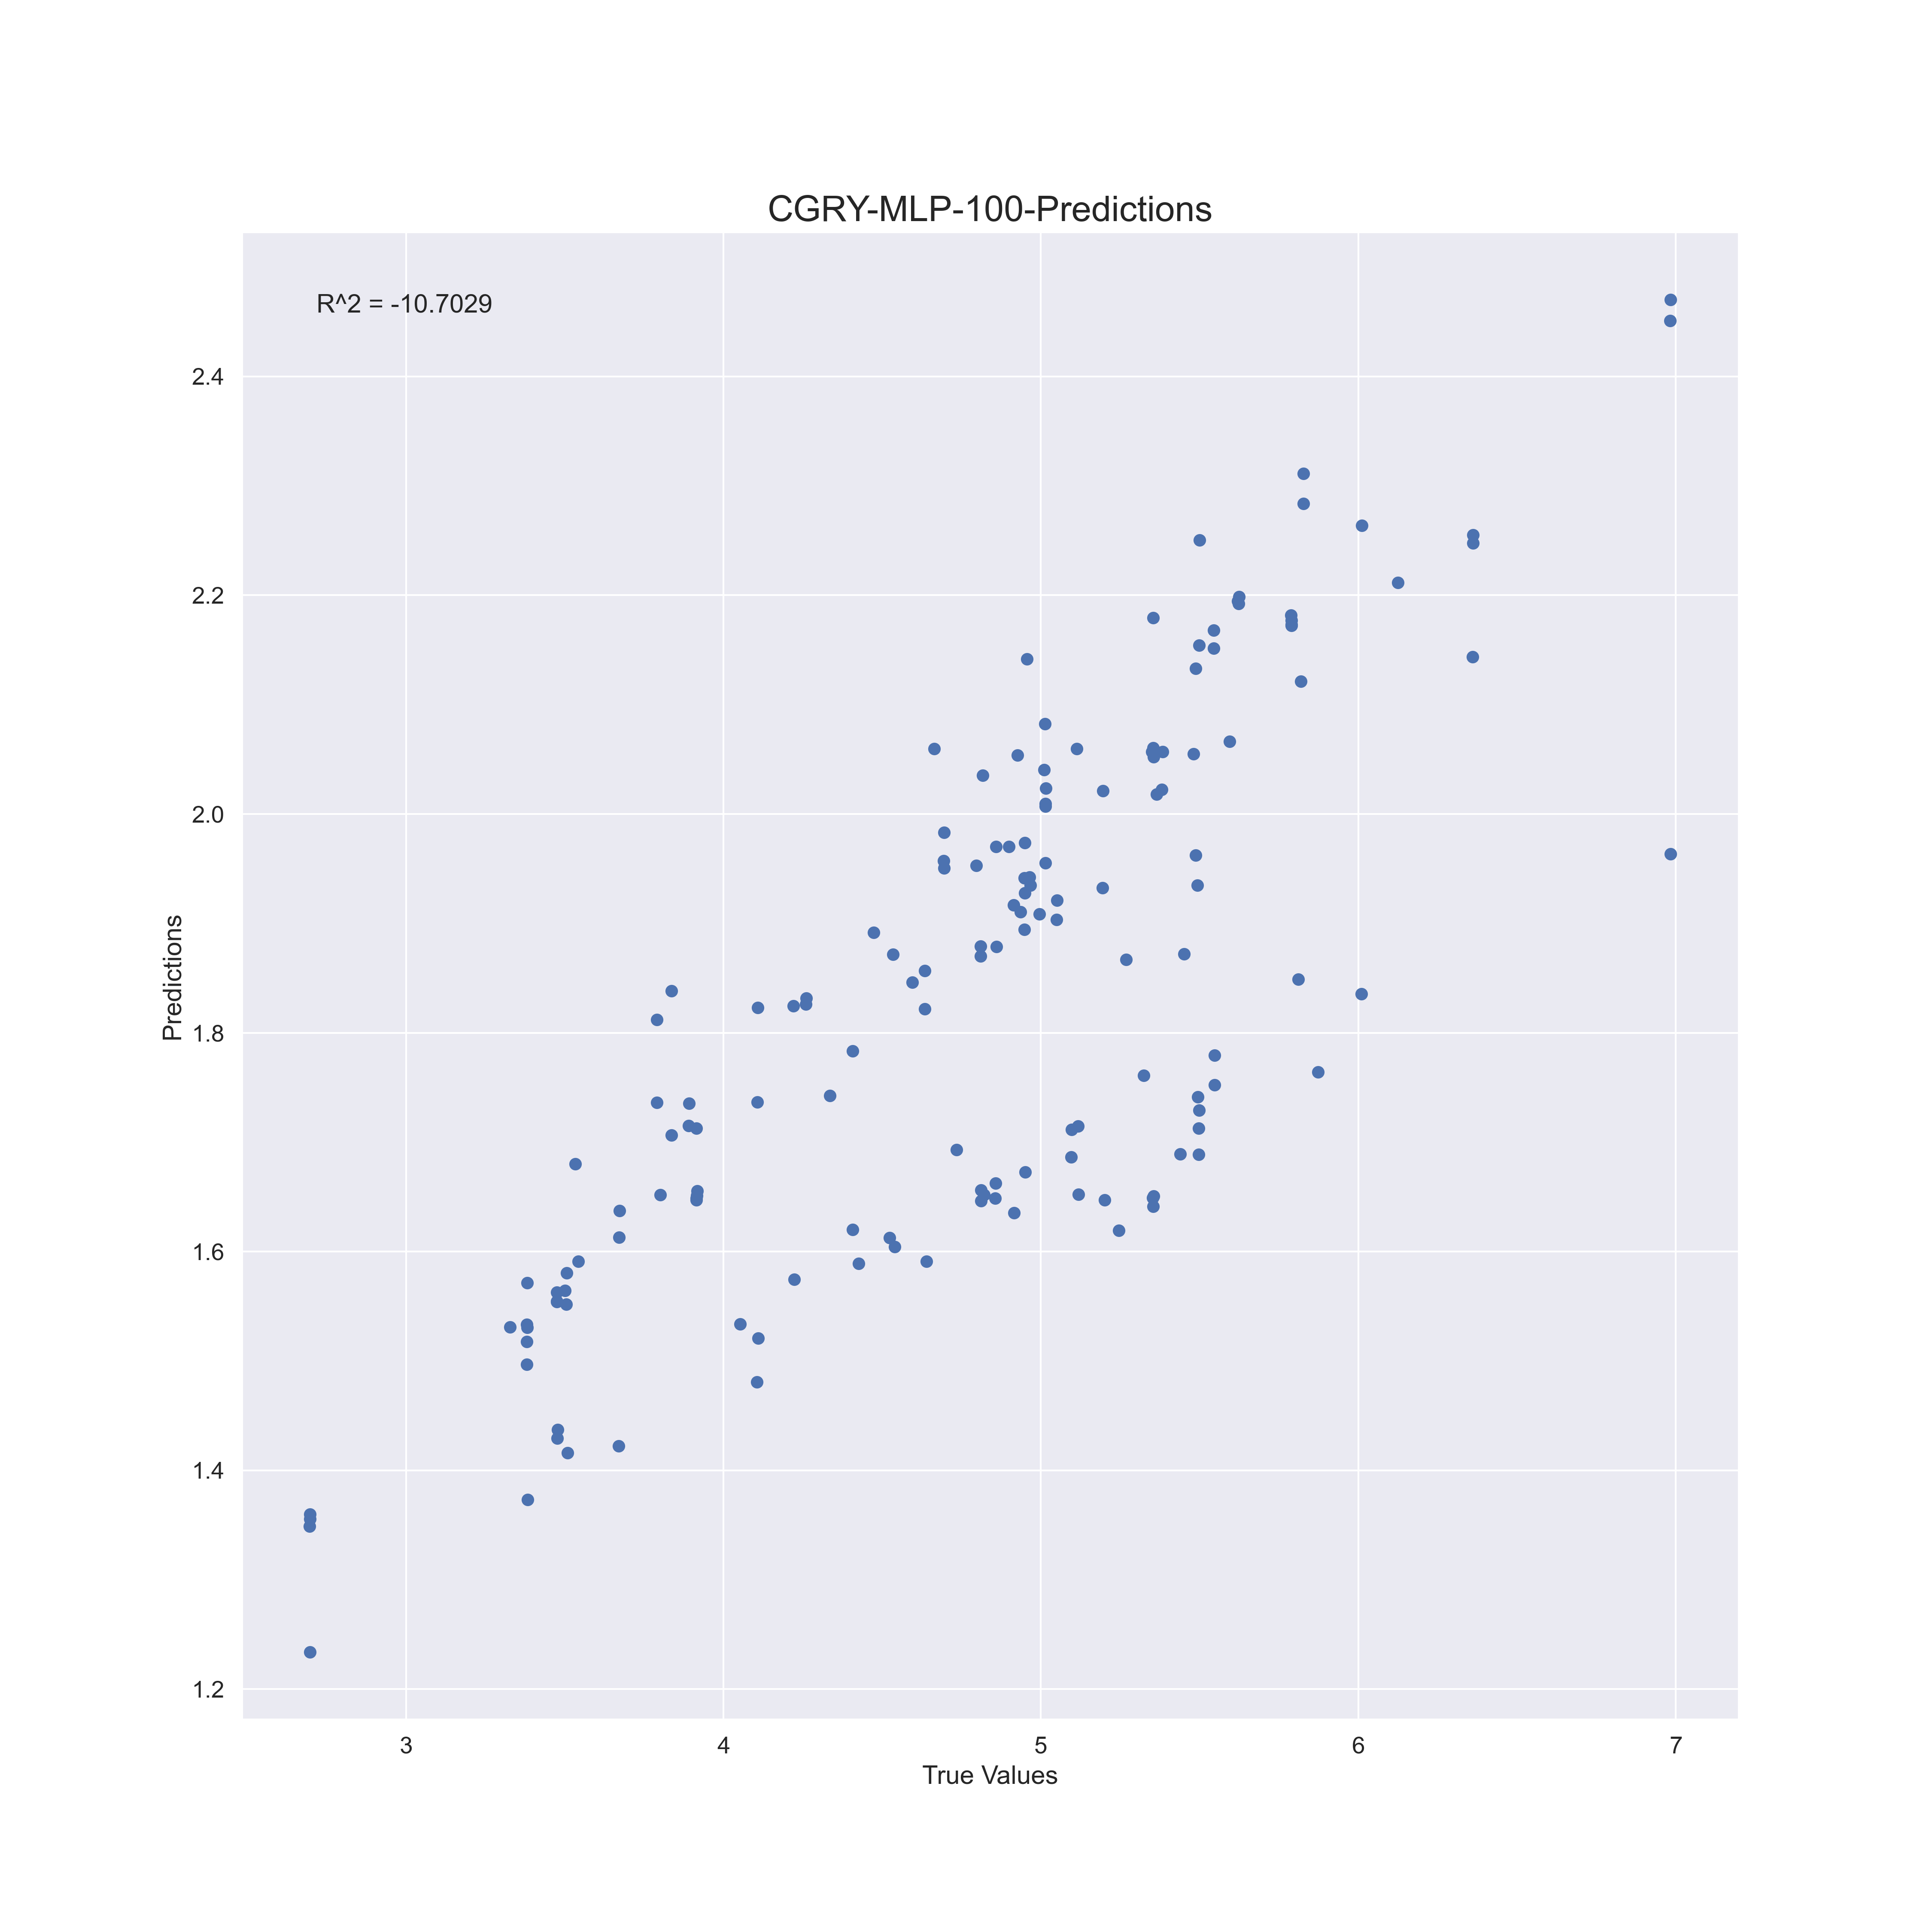 CGRY-MLP-100-Predictions
R^2 = -10.7029
2.4
2.2
2.0
1.8
1.6
1.4
1.2
Predictions
3 4 5 6 7
True Values